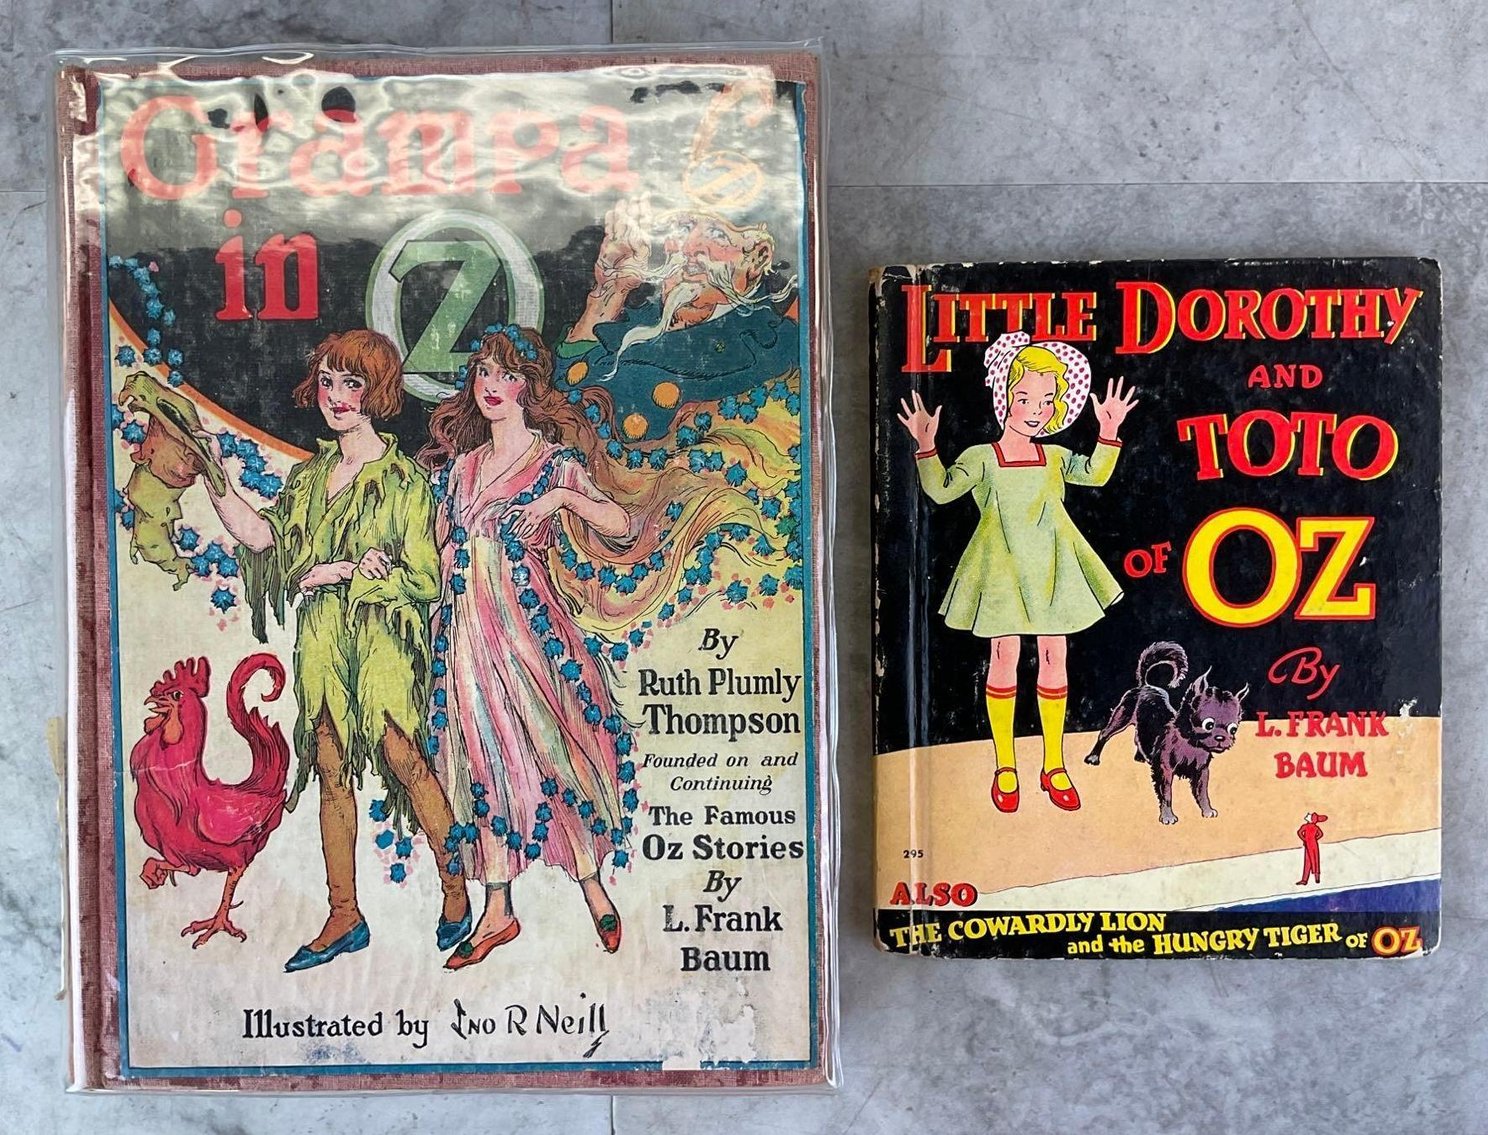 Grampa
in OZ
By
Ruth Plumly
Thompson
Founded on and
Continuing
The Famous
Oz Stories
By
L. Frank
Baum
Illustrated by Jno R Neill
LITTLE DOROTHY
AND
TOTO
OF OZ
By
L. FRANK
BAUM
295
ALSO
THE COWARDLY LION
and the HUNGRY TIGER OF OZ